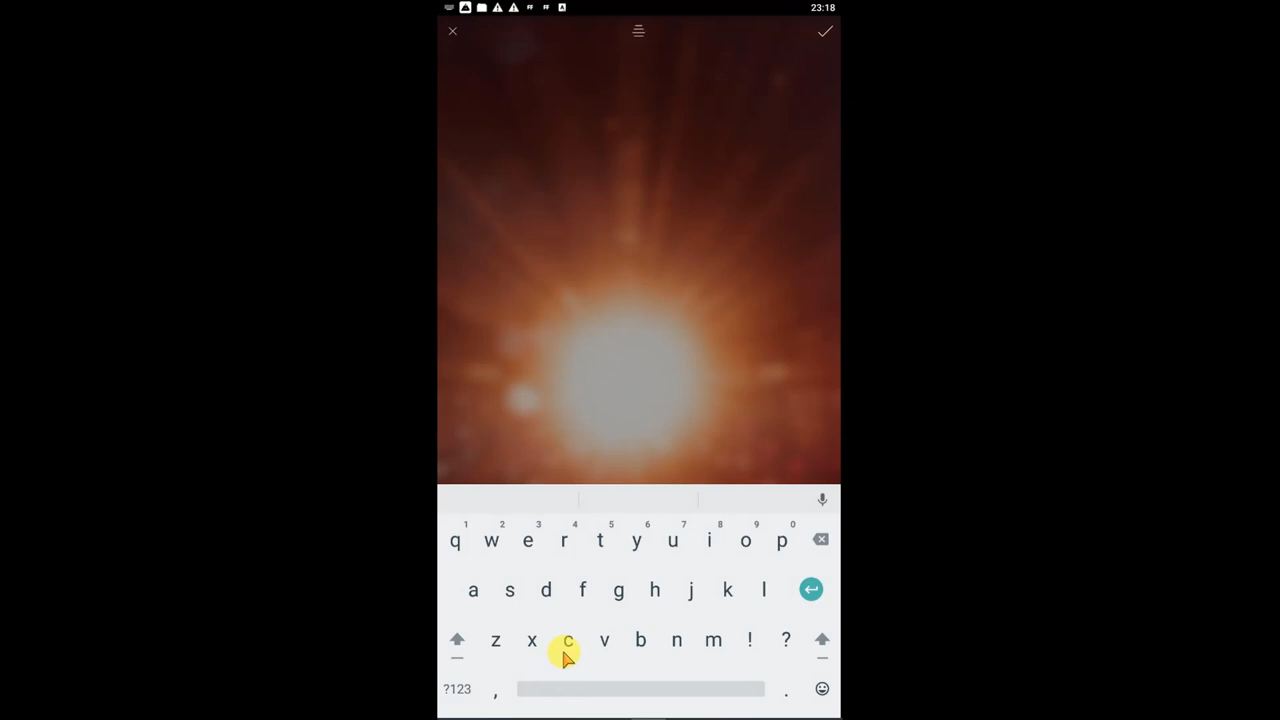 23:18
1 2 3 4 5 6 7 8 9 0
q w e r t y u i o p
a s d f g h j k l
z x c v b n m ! ?
?123 , .